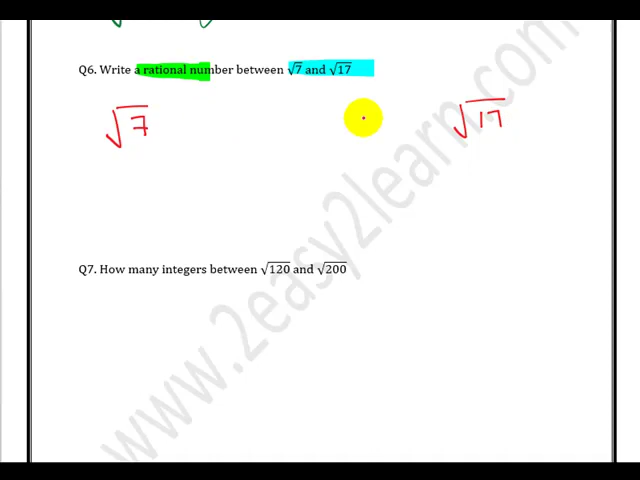 Q6. Write a rational number between √7 and √17
√7 √17
Q7. How many integers between √120 and √200
www.2easy2learn.com